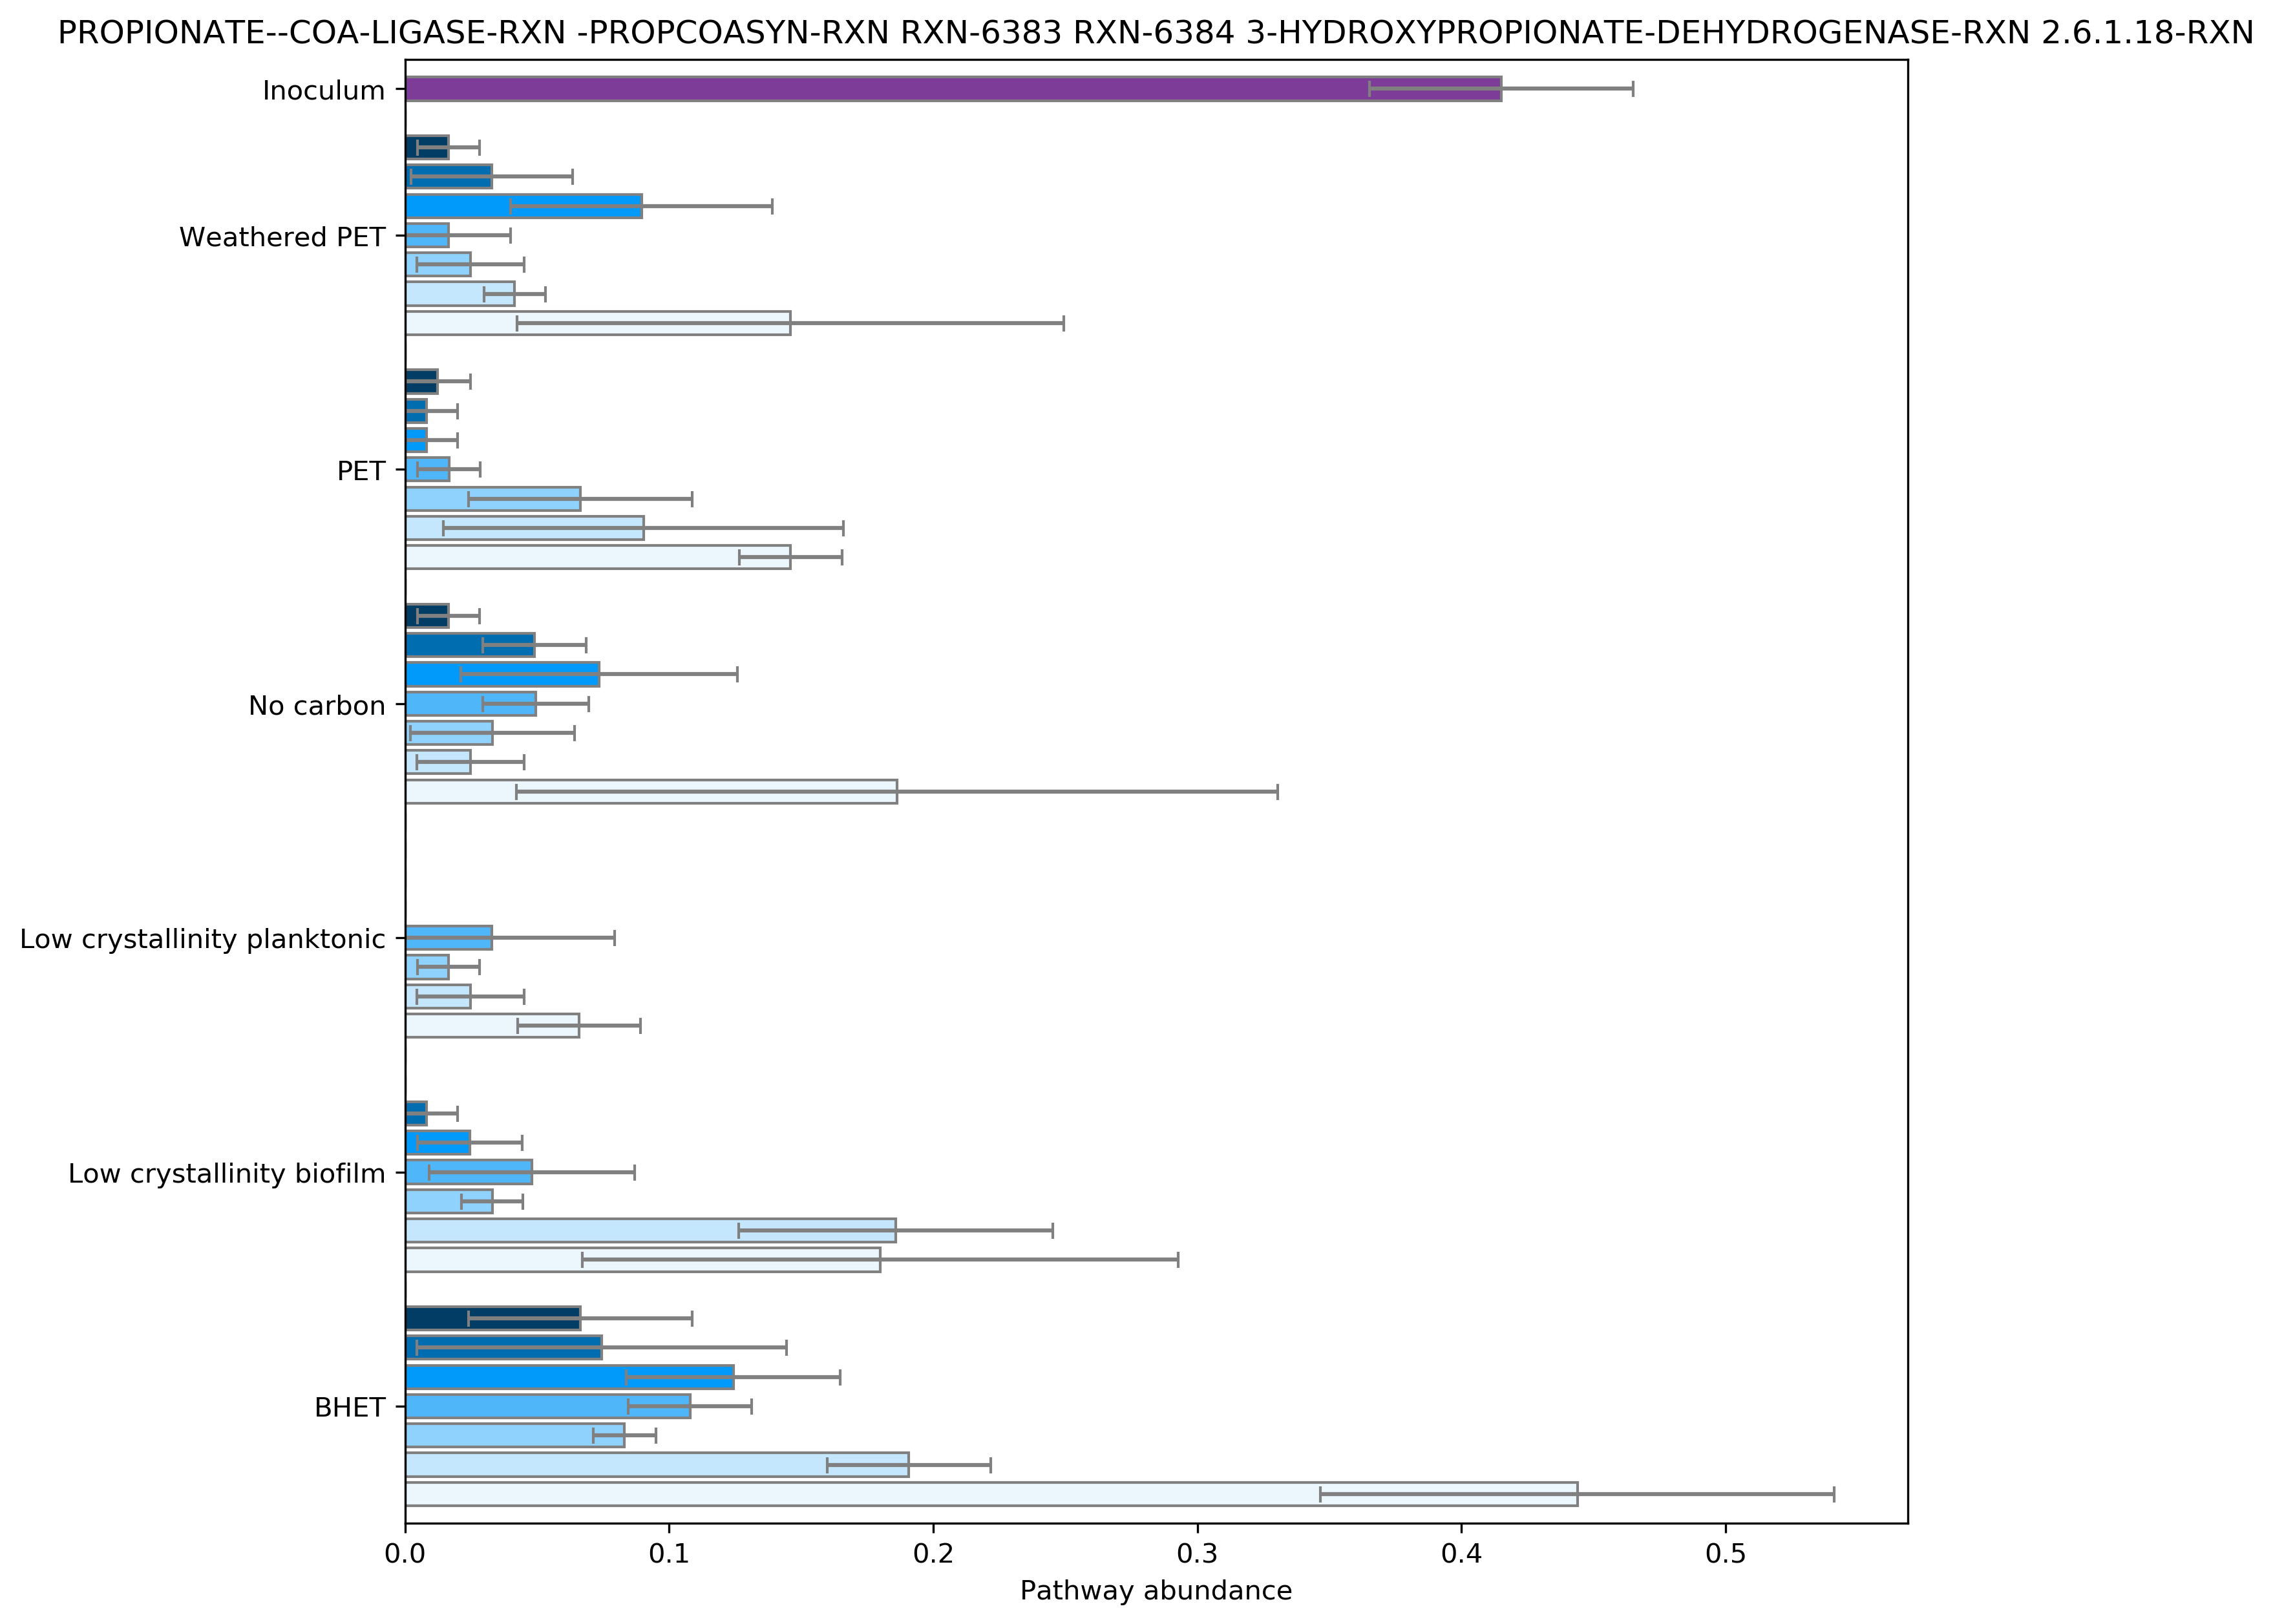 PROPIONATE--COA-LIGASE-RXN -PROPCOASYN-RXN RXN-6383 RXN-6384 3-HYDROXYPROPIONATE-DEHYDROGENASE-RXN 2.6.1.18-RXN
Inoculum
Weathered PET
PET
No carbon
Low crystallinity planktonic
Low crystallinity biofilm
BHET
0.0 0.1 0.2 0.3 0.4 0.5
Pathway abundance